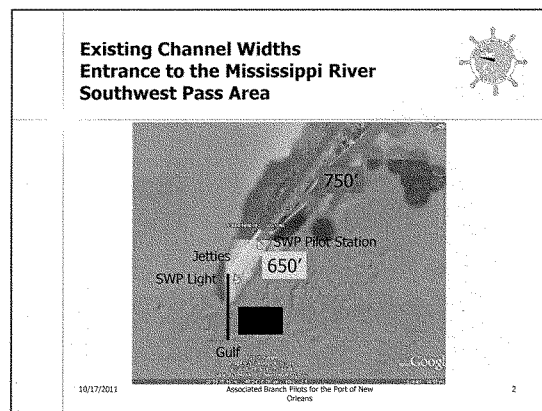 Existing Channel Widths
Entrance to the Mississippi River
Southwest Pass Area
750'
SWP Pilot Station
Jetties
650'
SWP Light
Gulf
Google
10/17/2011
Associated Branch Pilots for the Port of New
Orleans
2